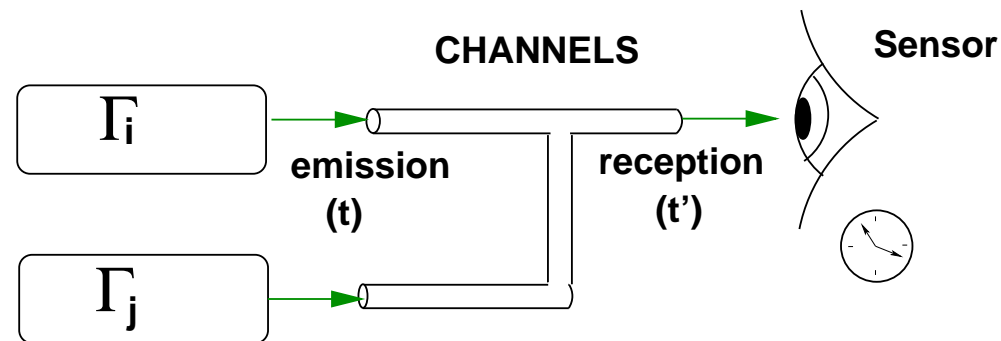 CHANNELS
Sensor
Γi
emission
(t)
reception
(t’)
Γj